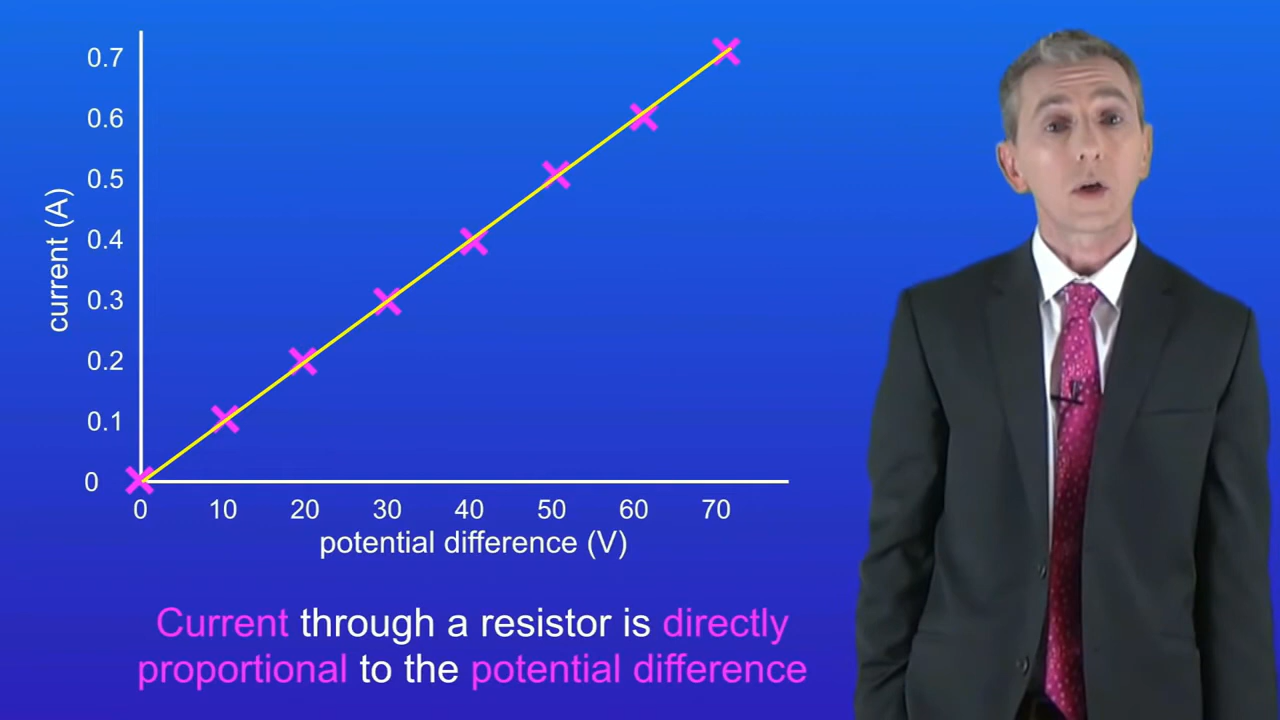 0.7
0.6
0.5
0.4
0.3
0.2
0.1
0
current (A)
0 10 20 30 40 50 60 70
potential difference (V)
Current through a resistor is directly
proportional to the potential difference